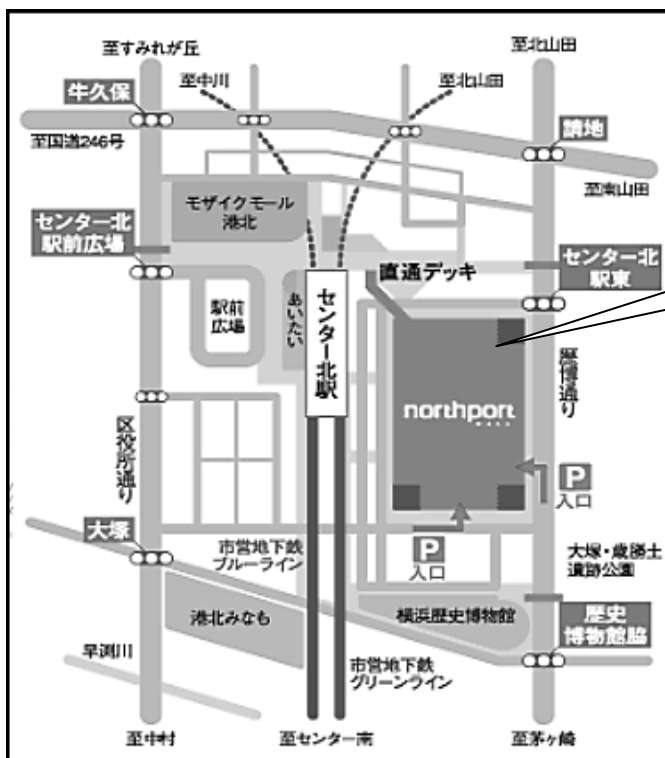 至すみれが丘
至北山田
牛久保
至中川
至北山田
請地
至国道246号
至南山田
モザイクモール
港北
センター北
駅前広場
直通デッキ
センター北
駅東
駅前
広場
あいたい
センター北駅
northport
歴博通り
区役所通り
P
入口
大塚
市営地下鉄
ブルーライン
P
入口
大塚・歳勝土
遺跡公園
港北みなも
横浜歴史博物館
歴史
博物館脇
早渕川
市営地下鉄
グリーンライン
至中村
至センター南
至茅ヶ崎